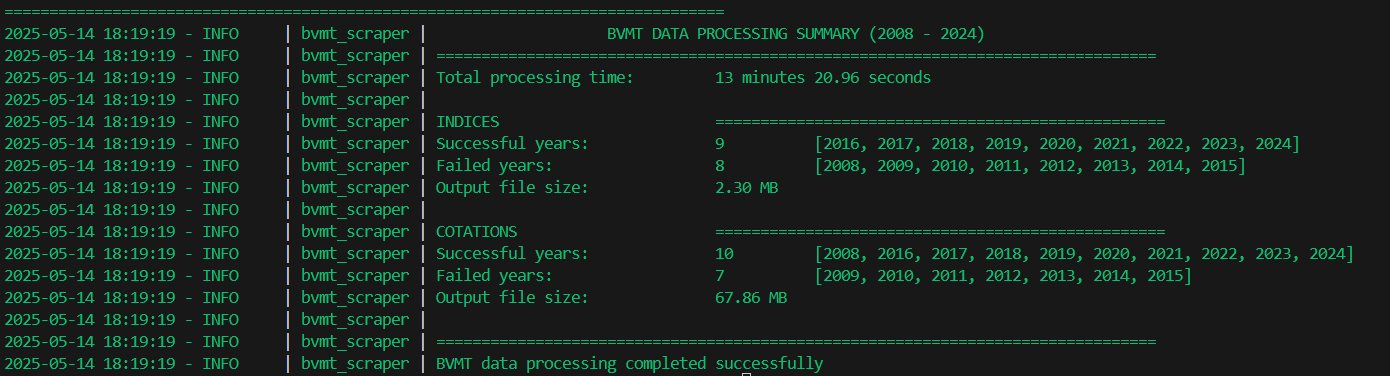 ================================================================================
2025-05-14 18:19:19 - INFO     | bvmt_scraper |                    BVMT DATA PROCESSING SUMMARY (2008 - 2024)
2025-05-14 18:19:19 - INFO     | bvmt_scraper | ================================================================================
2025-05-14 18:19:19 - INFO     | bvmt_scraper | Total processing time:         13 minutes 20.96 seconds
2025-05-14 18:19:19 - INFO     | bvmt_scraper |
2025-05-14 18:19:19 - INFO     | bvmt_scraper | INDICES                        ==================================================
2025-05-14 18:19:19 - INFO     | bvmt_scraper | Successful years:              9          [2016, 2017, 2018, 2019, 2020, 2021, 2022, 2023, 2024]
2025-05-14 18:19:19 - INFO     | bvmt_scraper | Failed years:                  8          [2008, 2009, 2010, 2011, 2012, 2013, 2014, 2015]
2025-05-14 18:19:19 - INFO     | bvmt_scraper | Output file size:              2.30 MB
2025-05-14 18:19:19 - INFO     | bvmt_scraper |
2025-05-14 18:19:19 - INFO     | bvmt_scraper | COTATIONS                      ==================================================
2025-05-14 18:19:19 - INFO     | bvmt_scraper | Successful years:              10         [2008, 2016, 2017, 2018, 2019, 2020, 2021, 2022, 2023, 2024]
2025-05-14 18:19:19 - INFO     | bvmt_scraper | Failed years:                  7          [2009, 2010, 2011, 2012, 2013, 2014, 2015]
2025-05-14 18:19:19 - INFO     | bvmt_scraper | Output file size:              67.86 MB
2025-05-14 18:19:19 - INFO     | bvmt_scraper |
2025-05-14 18:19:19 - INFO     | bvmt_scraper | ================================================================================
2025-05-14 18:19:19 - INFO     | bvmt_scraper | BVMT data processing completed successfully